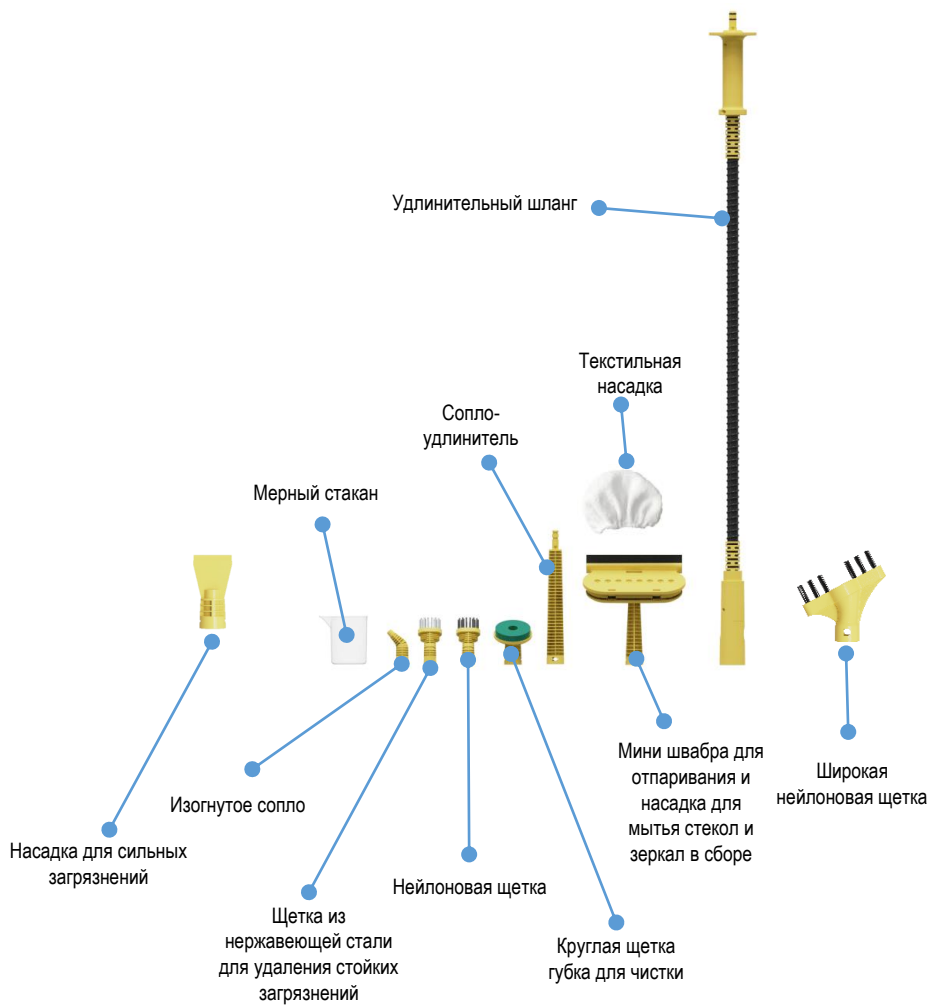 Удлинительный шланг
Текстильная
насадка
Сопло-
удлинитель
Мерный стакан
Мини швабра для
отпаривания и
насадка для
мытья стекол и
зеркал в сборе
Широкая
нейлоновая щетка
Изогнутое сопло
Насадка для сильных
загрязнений
Нейлоновая щетка
Щетка из
нержавеющей стали
для удаления стойких
загрязнений
Круглая щетка
губка для чистки